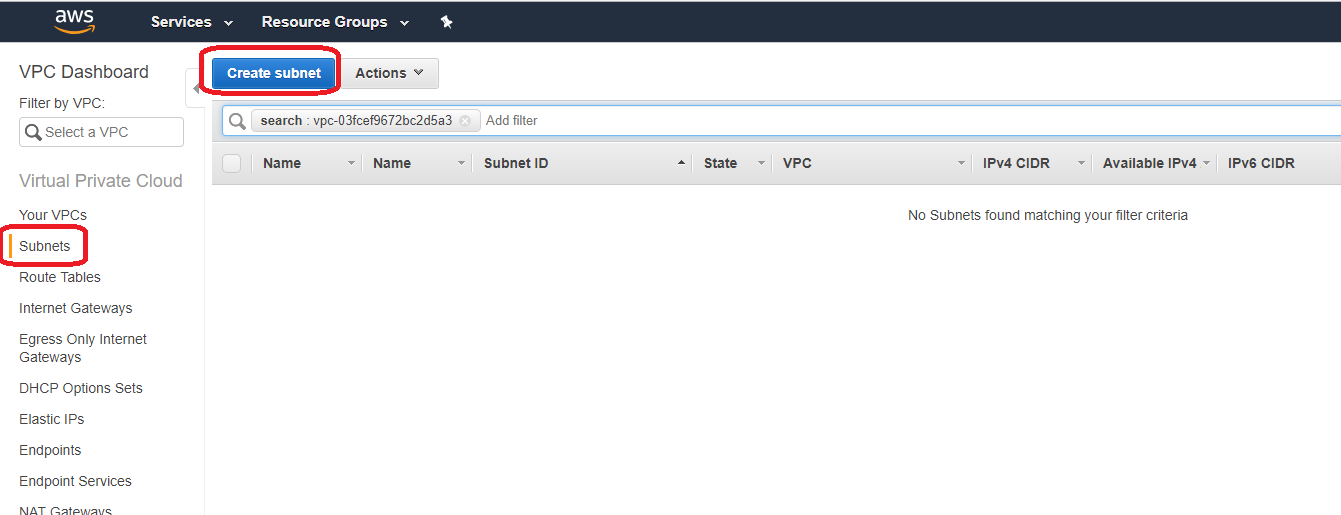 aws Services Resource Groups
VPC Dashboard
Filter by VPC:
Select a VPC
Virtual Private Cloud
Your VPCs
Subnets
Route Tables
Internet Gateways
Egress Only Internet
Gateways
DHCP Options Sets
Elastic IPs
Endpoints
Endpoint Services
NAT Gateways
Create subnet Actions
search : vpc-03fcef9672bc2d5a3 Add filter
Name Name Subnet ID State VPC IPv4 CIDR Available IPv4 IPv6 CIDR
No Subnets found matching your filter criteria